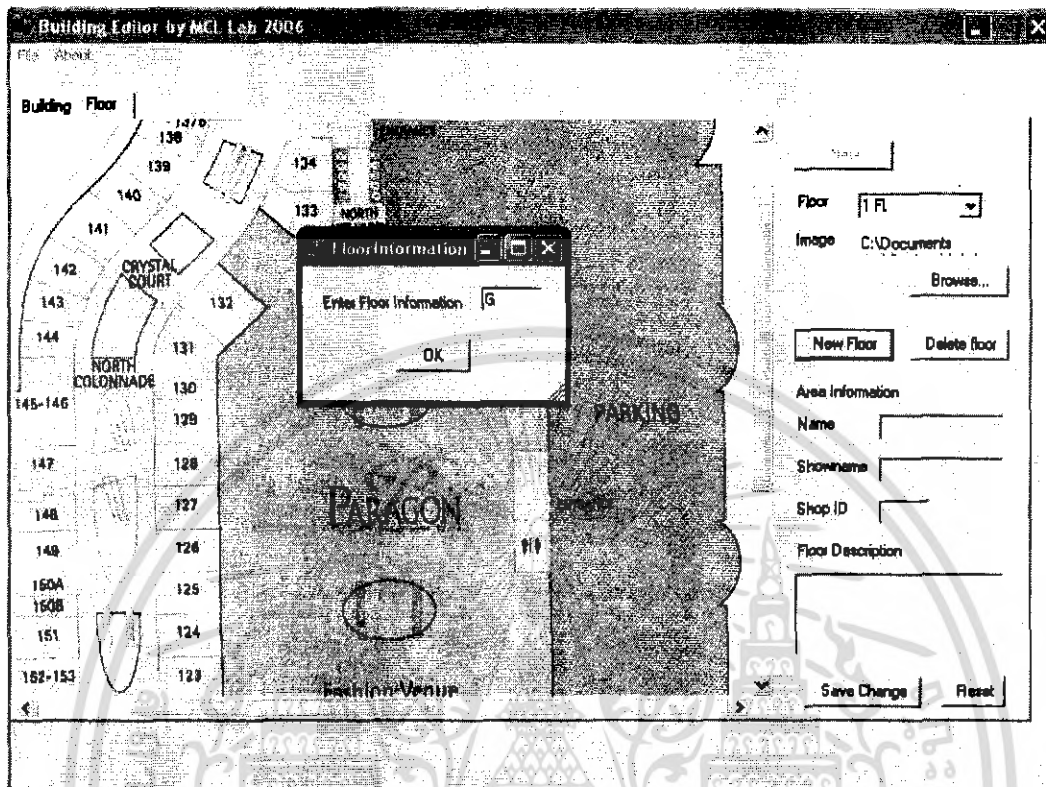 Building Editor by MCL Lab 2006
File About
Building Floor
138
139
140
141
142
143
144
145-146
147
148
149
150A
150B
151
152-153
CRYSTAL
COURT
NORTH
COLONNADE
134
133
132
131
130
129
128
127
126
125
124
123
NORTH
FloorInformation
Enter Floor Information G
OK
PARKING
PARAGON
Fashion Venue
Floor 1 FL
Image C:\Documents
Browse...
New Floor Delete floor
Area Information
Name
Showname
Shop ID
Floor Description
Save Change Reset